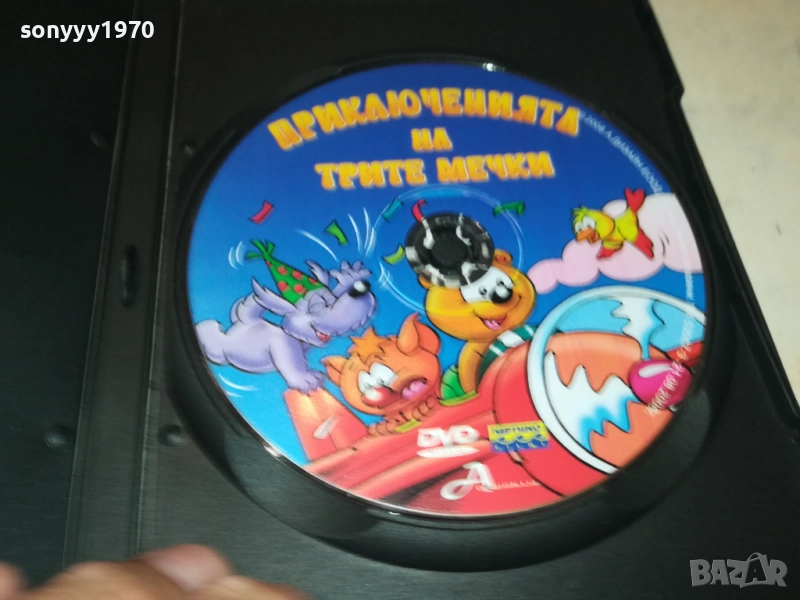 sonyyy1970
ПРИКЛЮЧЕНИЯТА
НА
ТРИТЕ МЕЧКИ
DVD
BAZAR